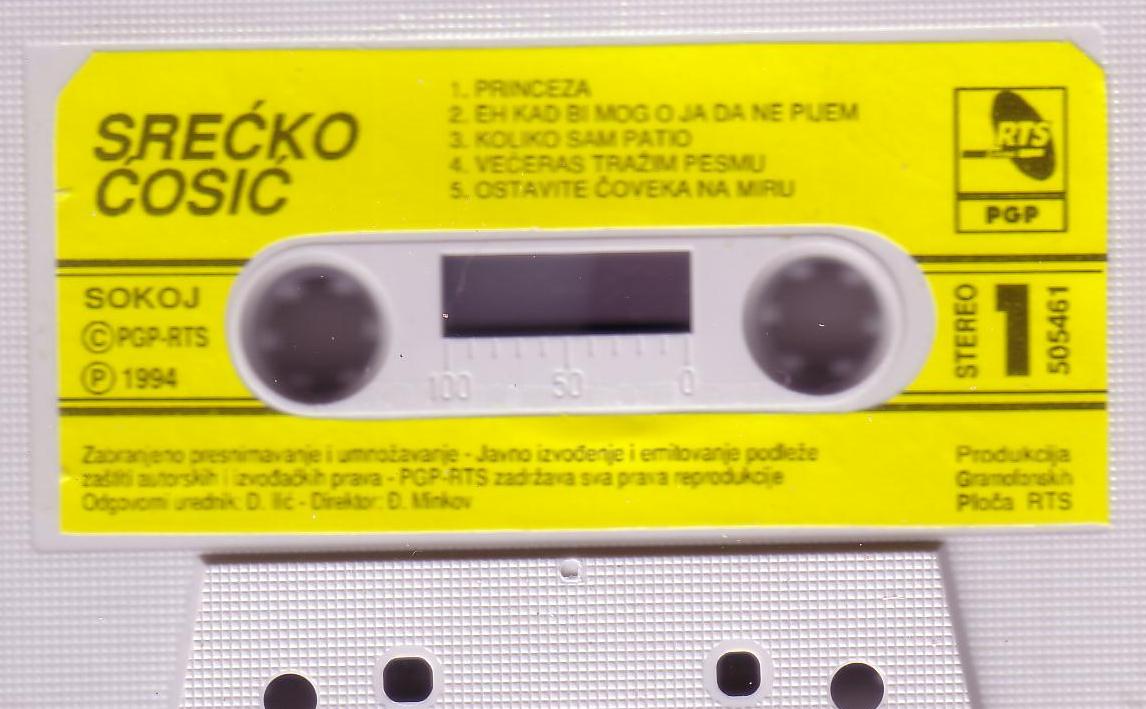 SREĆKO
ĆOSIĆ
1. PRINCEZA
2. EH KAD BI MOG O JA DA NE PIJEM
3. KOLIKO SAM PATIO
4. VEČERAS TRAŽIM PESMU
5. OSTAVITE ČOVEKA NA MIRU
RTS
PGP
SOKOJ
Ⓒ PGP-RTS
Ⓟ 1994
100 50 0
STEREO
1
505461
Zabranjeno presnimavanje i umnožavanje - Javno izvođenje i emitovanje podleže
zaštiti autorskih i izvođačkih prava - PGP-RTS zadržava sva prava reprodukcije
Odgovorni urednik: D. Ilić - Direktor: Đ. Minkov
Produkcija
Gramofonskih
Ploča RTS